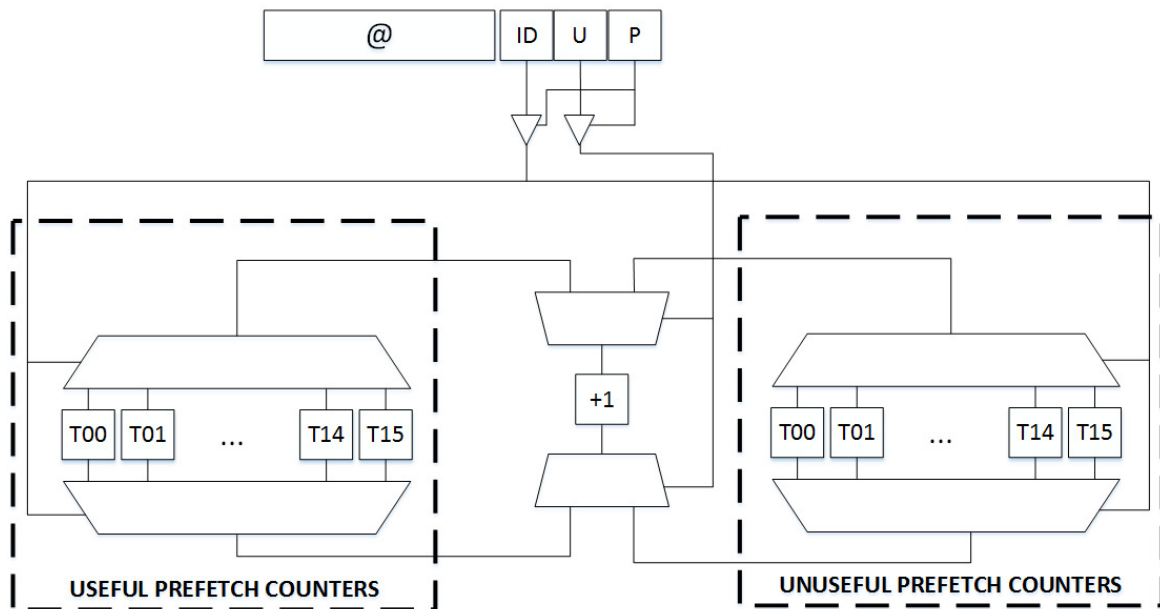 @ ID U P
+1
T00 T01 ... T14 T15
T00 T01 ... T14 T15
USEFUL PREFETCH COUNTERS
UNUSEFUL PREFETCH COUNTERS